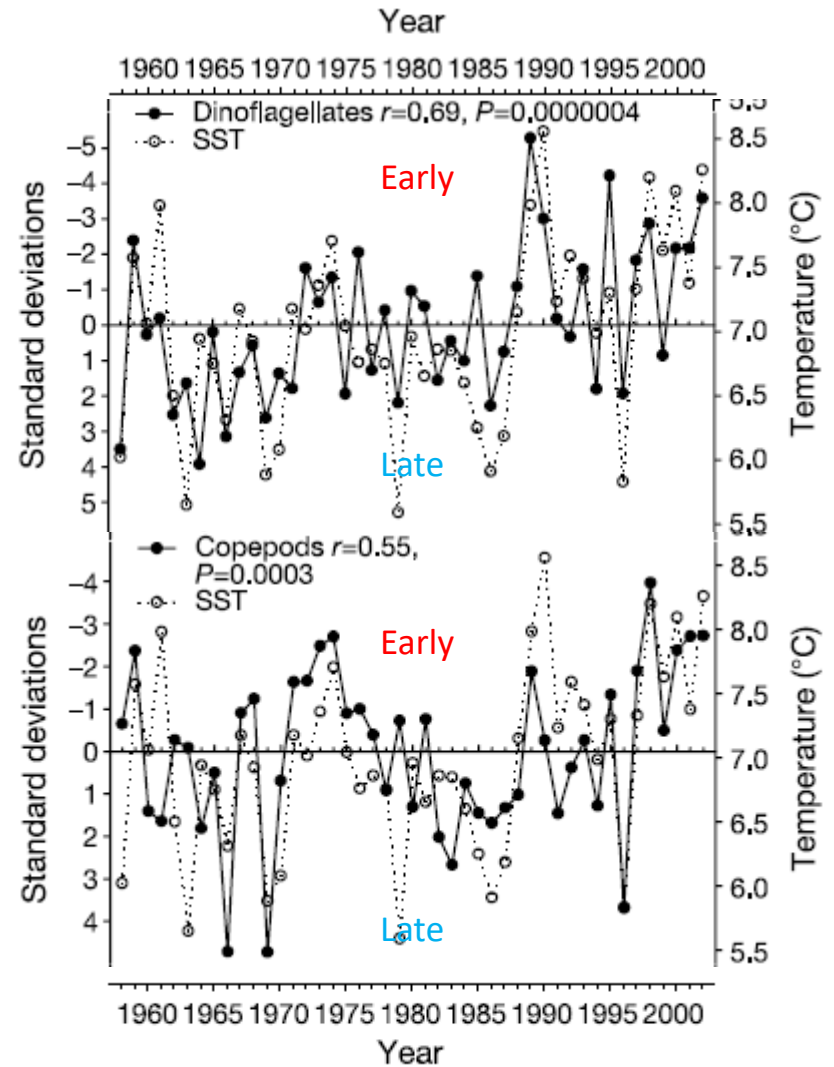 Year
1960 1965 1970 1975 1980 1985 1990 1995 2000
Dinoflagellates r=0.69, P=0.0000004
SST
Early
Late
Standard deviations
–5
–4
–3
–2
–1
0
1
2
3
4
5
8.5
8.0
7.5
7.0
6.5
6.0
5.5
Temperature (°C)
Copepods r=0.55,
P=0.0003
SST
Early
Late
Standard deviations
–4
–3
–2
–1
0
1
2
3
4
8.5
8.0
7.5
7.0
6.5
6.0
5.5
Temperature (°C)
1960 1965 1970 1975 1980 1985 1990 1995 2000
Year